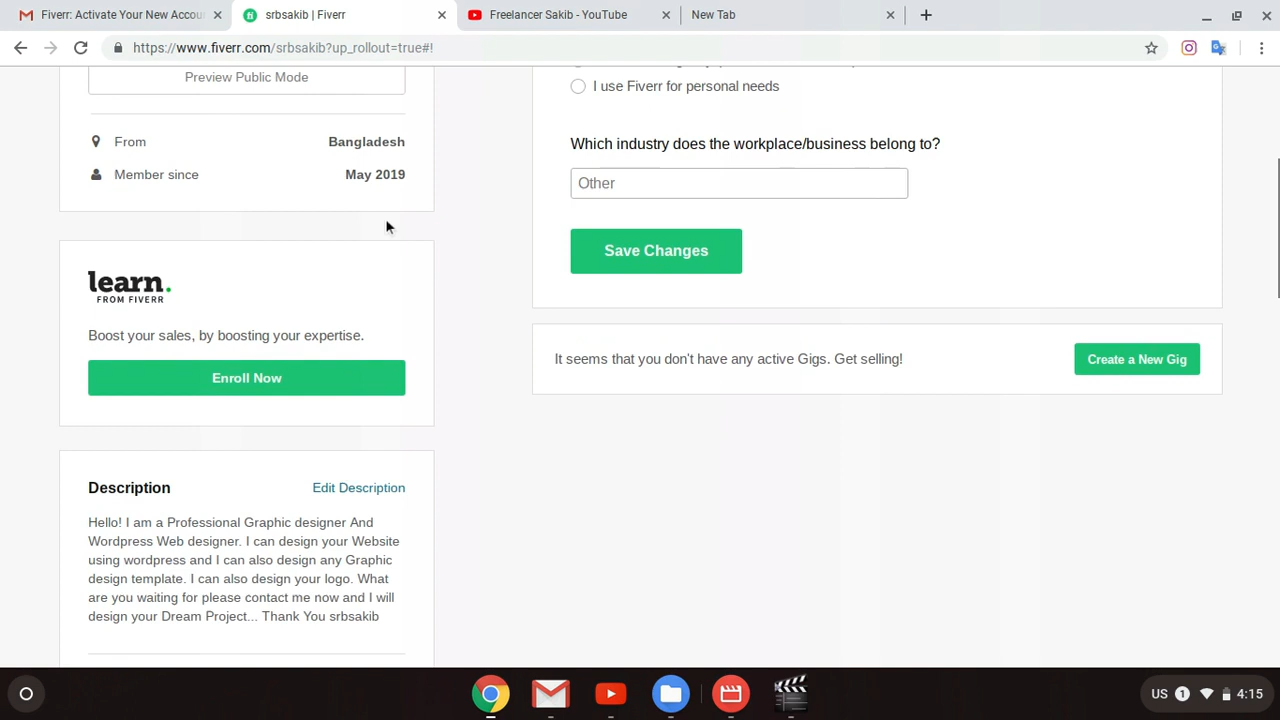 Fiverr: Activate Your New Accou
srbsakib | Fiverr
Freelancer Sakib - YouTube
New Tab
https://www.fiverr.com/srbsakib?up_rollout=true#!
Preview Public Mode
From Bangladesh
Member since May 2019
learn.
FROM FIVERR
Boost your sales, by boosting your expertise.
Enroll Now
Description Edit Description
Hello! I am a Professional Graphic designer And
Wordpress Web designer. I can design your Website
using wordpress and I can also design any Graphic
design template. I can also design your logo. What
are you waiting for please contact me now and I will
design your Dream Project... Thank You srbsakib
I use Fiverr for personal needs
Which industry does the workplace/business belong to?
Other
Save Changes
It seems that you don't have any active Gigs. Get selling!
Create a New Gig
US 1 4:15